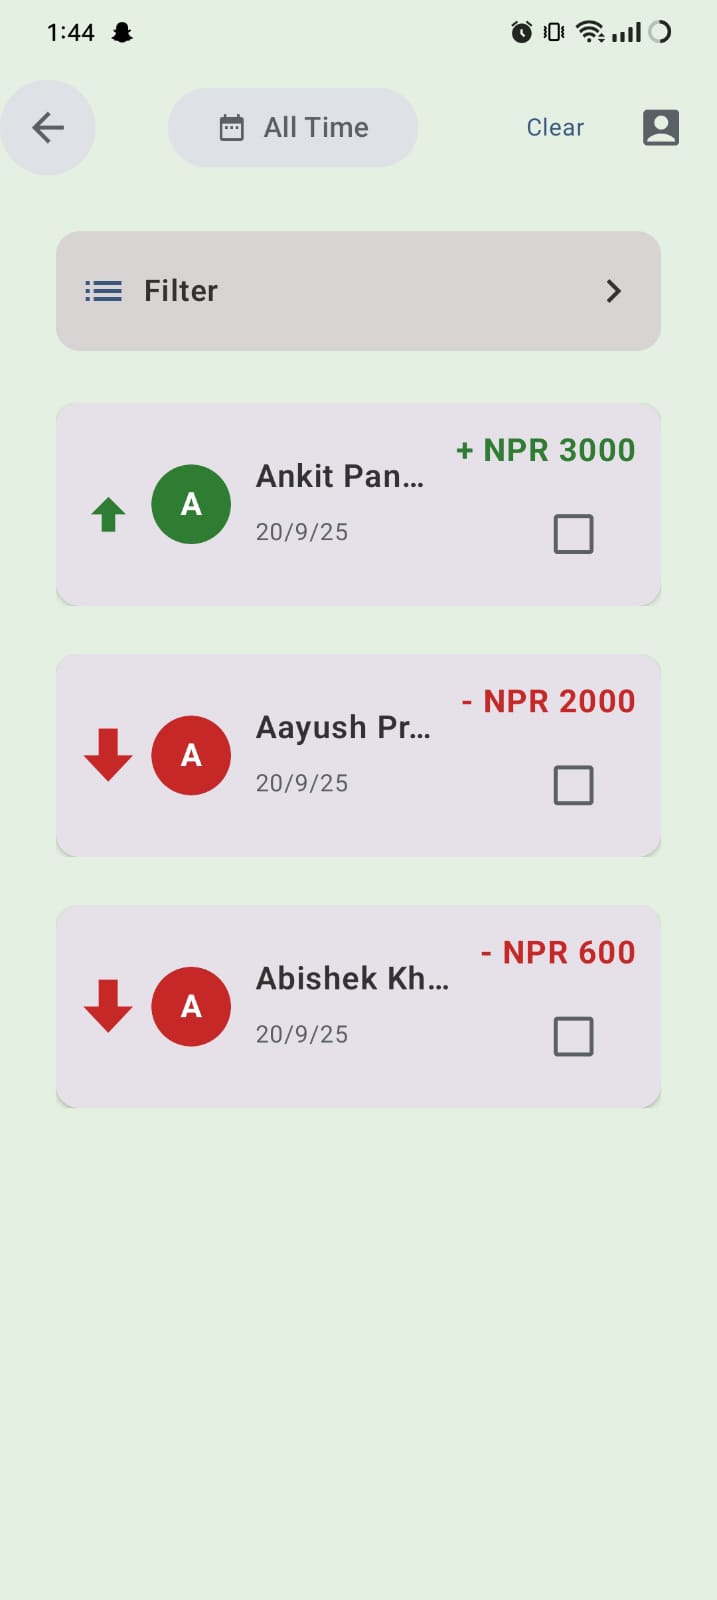 1:44
All Time
Clear
Filter
+ NPR 3000
Ankit Pan...
A
20/9/25
- NPR 2000
Aayush Pr...
A
20/9/25
- NPR 600
Abishek Kh...
A
20/9/25